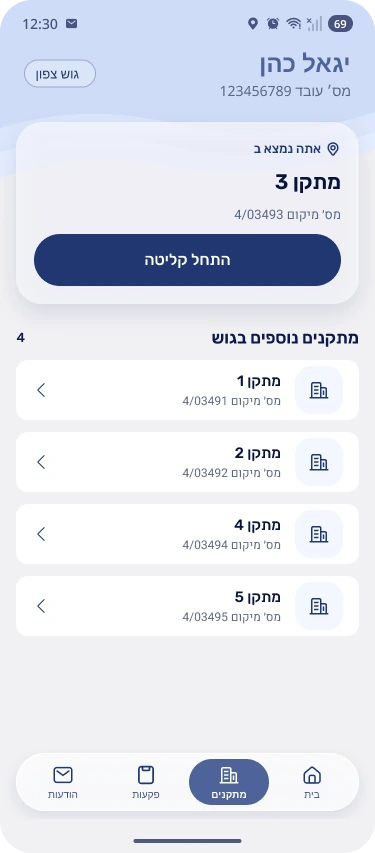 12:30
69
יגאל כהן
גוש צפון
מס׳ עובד 123456789
אתה נמצא ב
מתקן 3
מס׳ מיקום 4/03493
התחל קליטה
מתקנים נוספים בגוש
4
מתקן 1
מס׳ מיקום 4/03491
מתקן 2
מס׳ מיקום 4/03492
מתקן 4
מס׳ מיקום 4/03494
מתקן 5
מס׳ מיקום 4/03495
בית
מתקנים
פקעות
הודעות